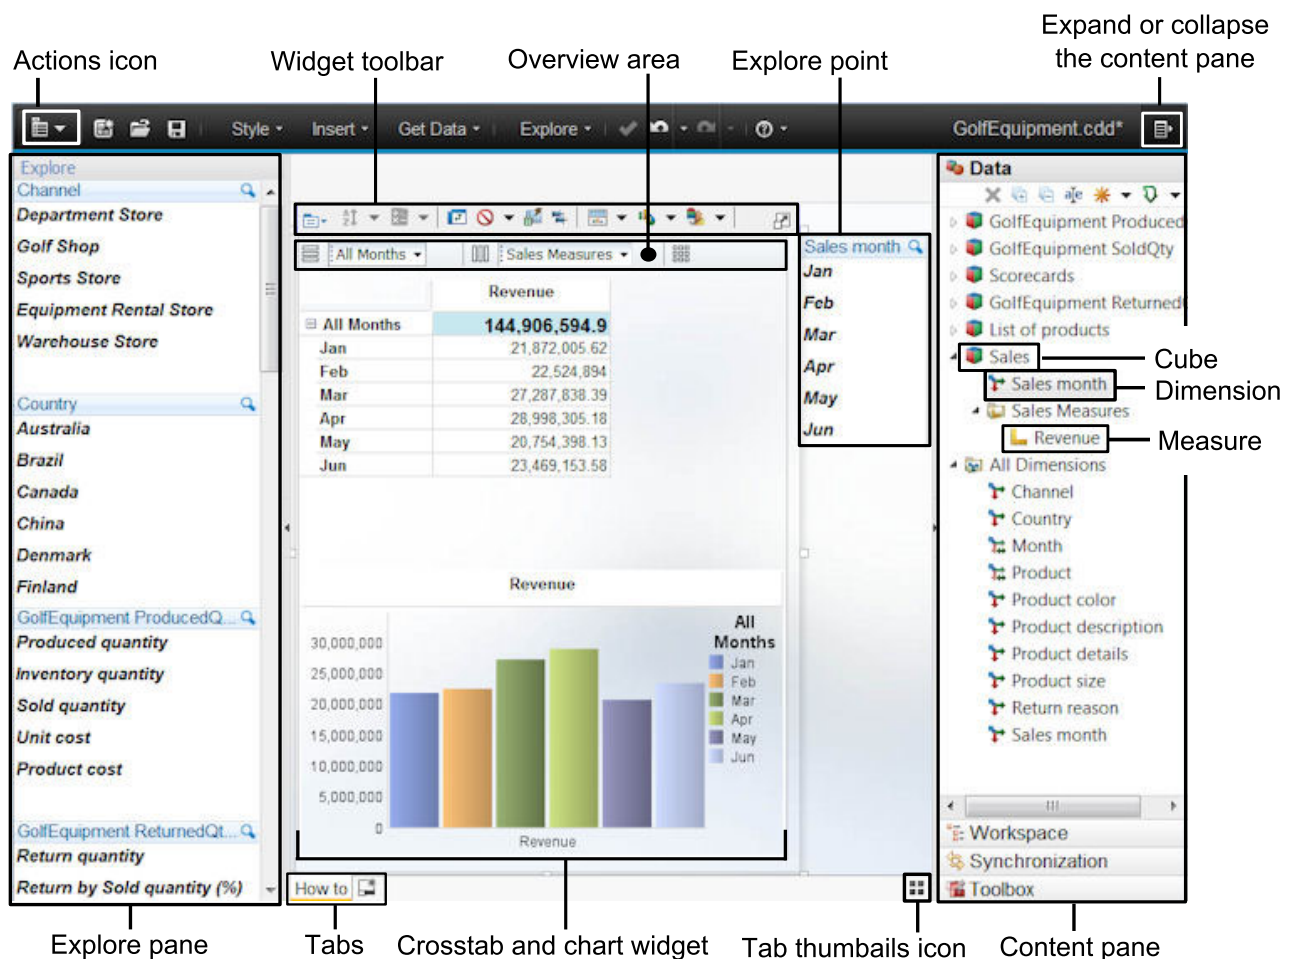 Expand or collapse
the content pane
Actions icon
Widget toolbar
Overview area
Explore point
Style
Insert
Get Data
Explore
GolfEquipment.cdd*
Explore
Channel
Department Store
Golf Shop
Sports Store
Equipment Rental Store
Warehouse Store
Country
Australia
Brazil
Canada
China
Denmark
Finland
GolfEquipment ProducedQ...
Produced quantity
Inventory quantity
Sold quantity
Unit cost
Product cost
GolfEquipment ReturnedQt...
Return quantity
Return by Sold quantity (%)
All Months
Sales Measures
Revenue
All Months 144,906,594.9
Jan 21,872,005.62
Feb 22,524,894
Mar 27,287,838.39
Apr 28,998,305.18
May 20,754,398.13
Jun 23,469,153.58
Revenue
30,000,000
25,000,000
20,000,000
15,000,000
10,000,000
5,000,000
0
Revenue
All
Months
Jan
Feb
Mar
Apr
May
Jun
How to
Sales month
Jan
Feb
Mar
Apr
May
Jun
Data
a|e
GolfEquipment Produced
GolfEquipment SoldQty
Scorecards
GolfEquipment Returned
List of products
Sales
Sales month
Sales Measures
Revenue
All Dimensions
Channel
Country
Month
Product
Product color
Product description
Product details
Product size
Return reason
Sales month
Workspace
Synchronization
Toolbox
Cube
Dimension
Measure
Explore pane
Tabs
Crosstab and chart widget
Tab thumbails icon
Content pane